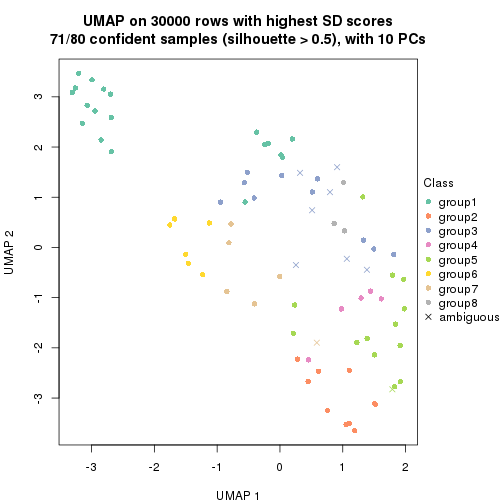 UMAP on 30000 rows with highest SD scores
71/80 confident samples (silhouette > 0.5), with 10 PCs
Class
group1
group2
group3
group4
group5
group6
group7
group8
ambiguous
UMAP 2
3
2
1
0
-1
-2
-3
-3 -2 -1 0 1 2
UMAP 1